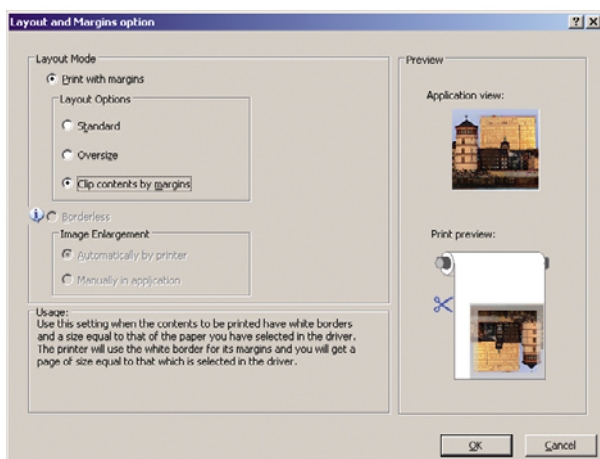 Layout and Margins option
Layout Mode
Print with margins
Layout Options
Standard
Oversize
Clip contents by margins
Borderless
Image Enlargement
Automatically by printer
Manually in application
Usage:
Use this setting when the contents to be printed have white borders
and a size equal to that of the paper you have selected in the driver.
The printer will use the white border for its margins and you will get a
page of size equal to that which is selected in the driver.
Preview
Application view:
Print preview:
OK
Cancel